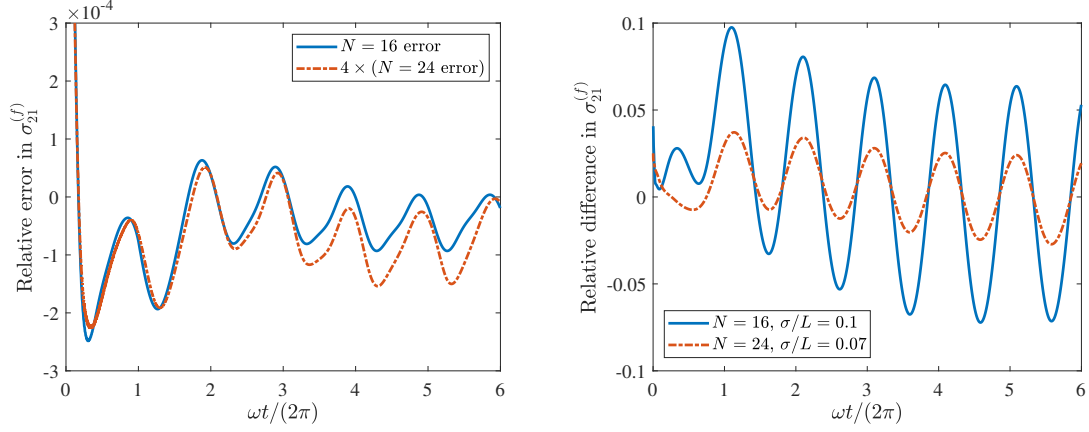 ×10⁻⁴
3
2
1
0
-1
-2
-3
Relative error in σ₂₁⁽ᶠ⁾
N = 16 error
4 × (N = 24 error)
0 1 2 3 4 5 6
ωt/(2π)
0.1
0.05
0
-0.05
-0.1
Relative difference in σ₂₁⁽ᶠ⁾
N = 16, σ/L = 0.1
N = 24, σ/L = 0.07
0 1 2 3 4 5 6
ωt/(2π)